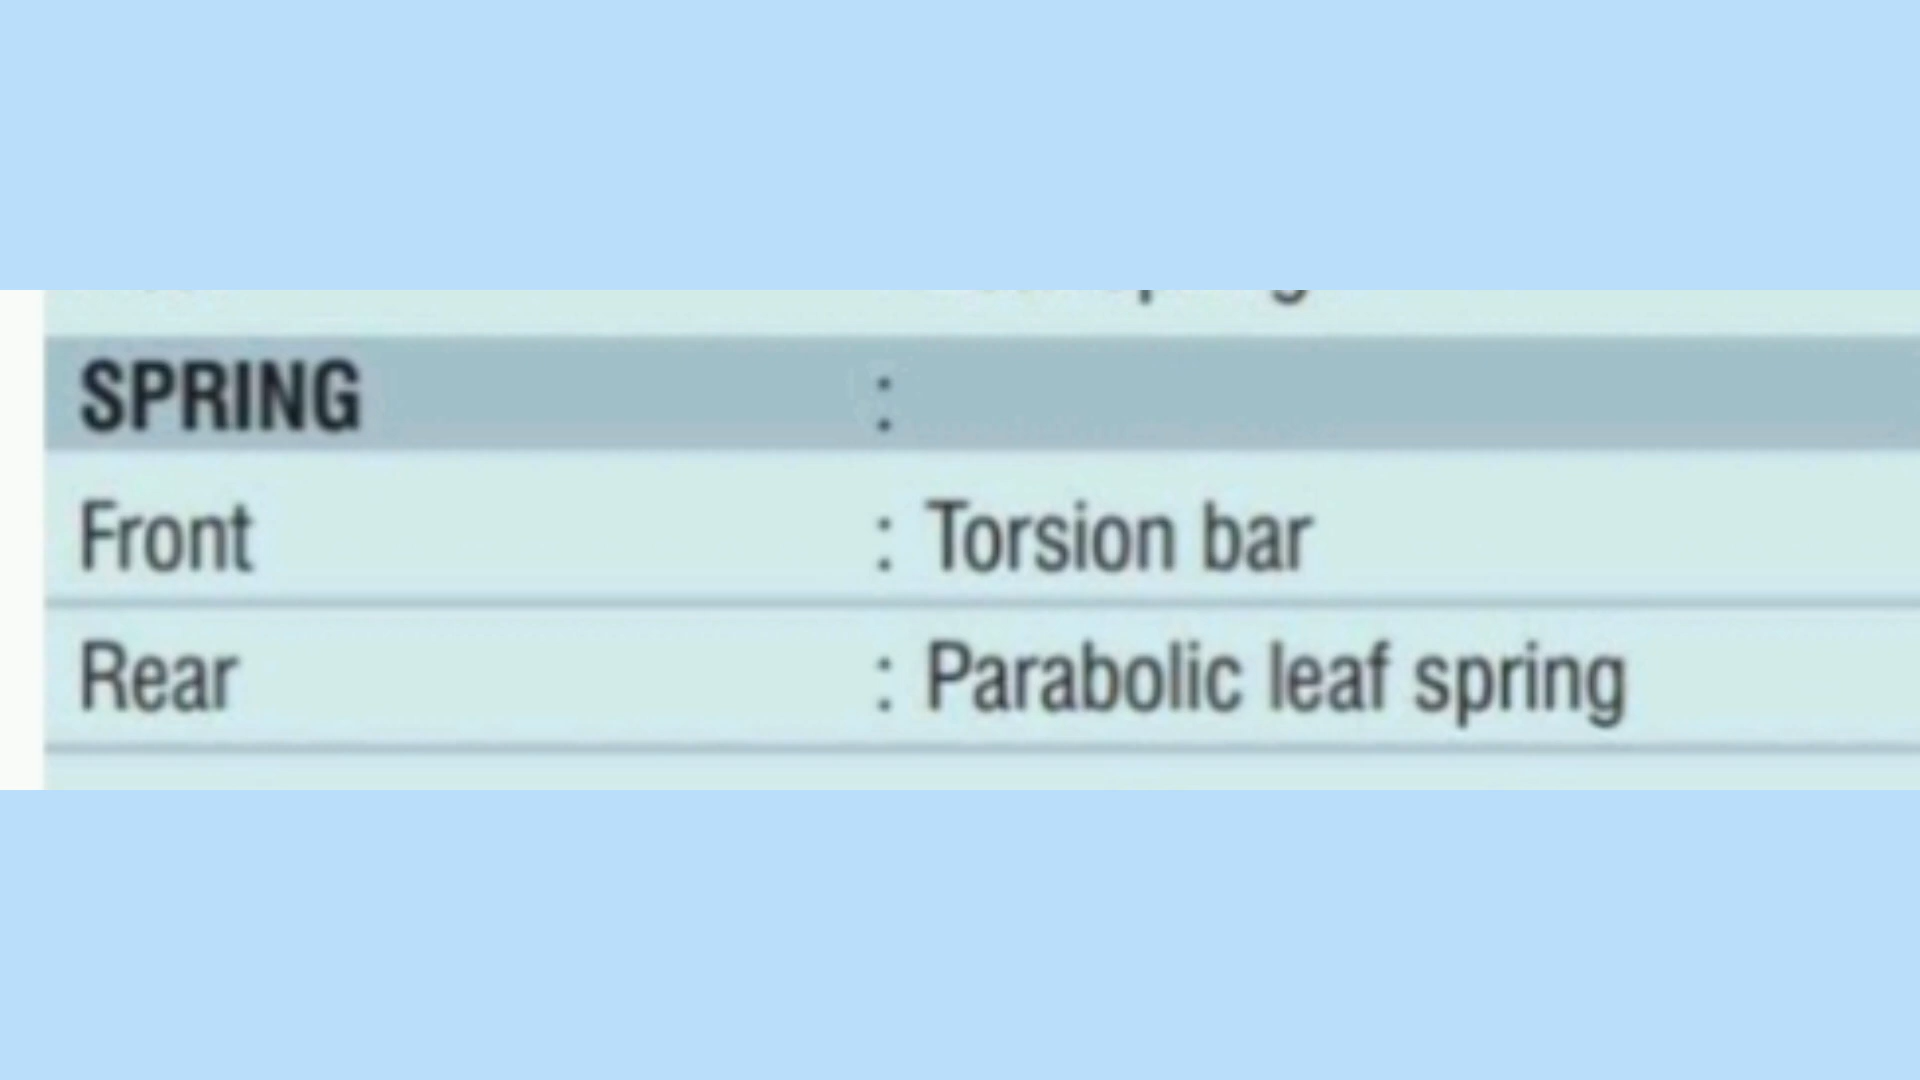 SPRING :
Front : Torsion bar
Rear : Parabolic leaf spring